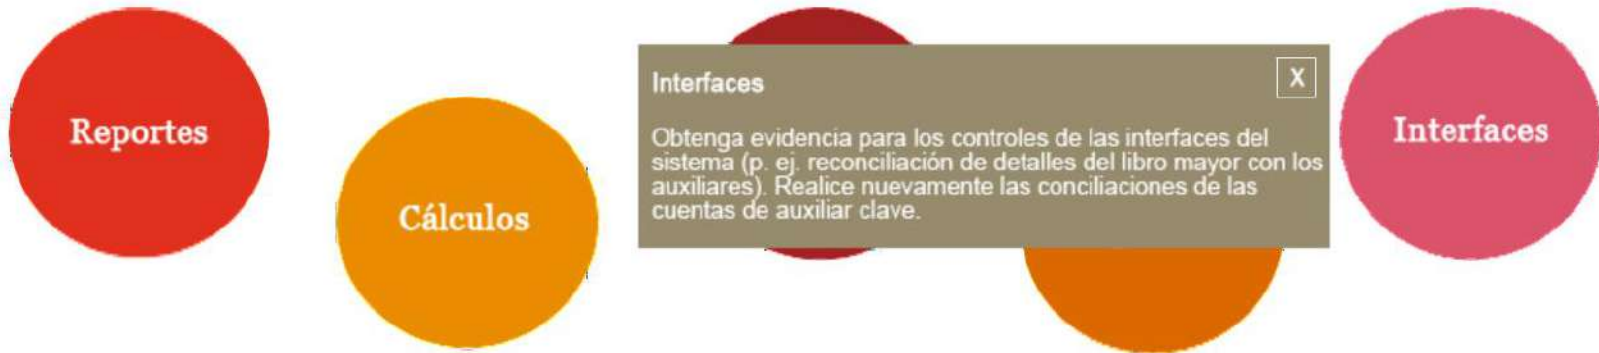 Reportes
Cálculos
Interfaces
X
Obtenga evidencia para los controles de las interfaces del
sistema (p. ej. reconciliación de detalles del libro mayor con los
auxiliares). Realice nuevamente las conciliaciones de las
cuentas de auxiliar clave.
Interfaces